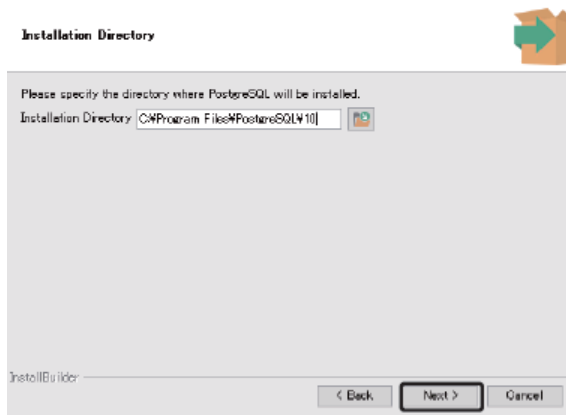 Installation Directory
Please specify the directory where PostgreSQL will be installed.
Installation Directory C:¥Program Files¥PostgreSQL¥10
InstallBuilder
< Back Next > Cancel